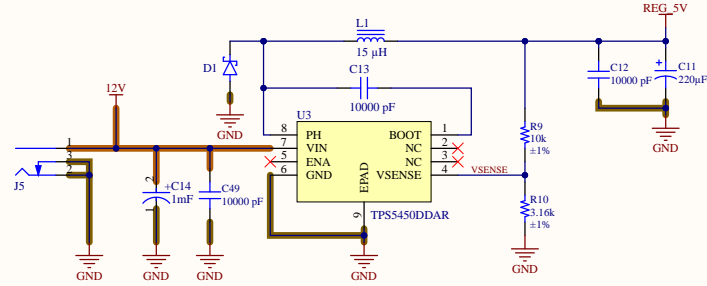 REG_5V
L1
15 µH
D1
C13
10000 pF
C12
10000 pF
+
C11
220µF
GND
12V
U3
8 PH
7 VIN
5 ENA
6 GND
BOOT 1
NC 2
NC 3
VSENSE 4
EPAD
9
TPS5450DDAR
VSENSE
R9
10k
±1%
GND
R10
3.16k
±1%
GND
1
3
2
J5
2
+C14
1mF
1
C49
10000 pF
GND
GND
GND
GND